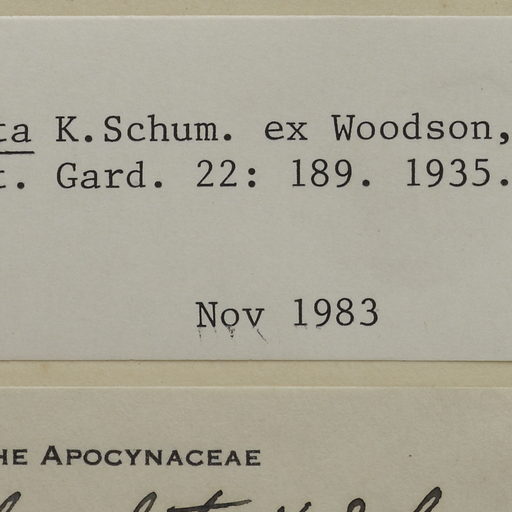 ta K.Schum. ex Woodson,
t. Gard. 22: 189. 1935.
Nov 1983
HE APOCYNACEAE